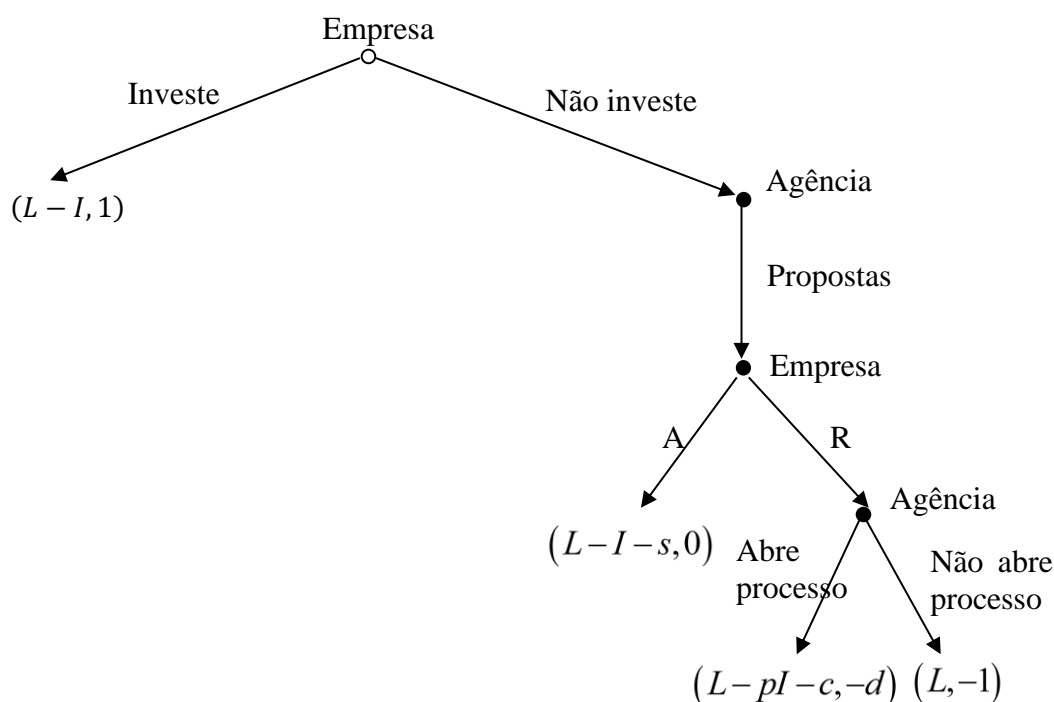 Empresa
Investe
Não investe
(L − I, 1)
Agência
Propostas
Empresa
A
R
(L − I − s, 0)
Agência
Abre
processo
Não abre
processo
(L − pI − c, −d)
(L, −1)